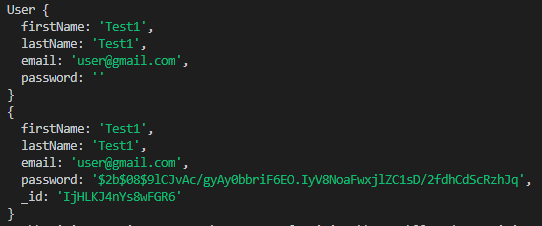 User {
  firstName: 'Test1',
  lastName: 'Test1',
  email: 'user@gmail.com',
  password: ''
}
{
  firstName: 'Test1',
  lastName: 'Test1',
  email: 'user@gmail.com',
  password: '$2b$08$9lCJvAc/gyAy0bbriF6EO.IyV8NoaFwxjlZC1sD/2fdhCdScRzhJq',
  _id: 'IjHLKJ4nYs8wFGR6'
}